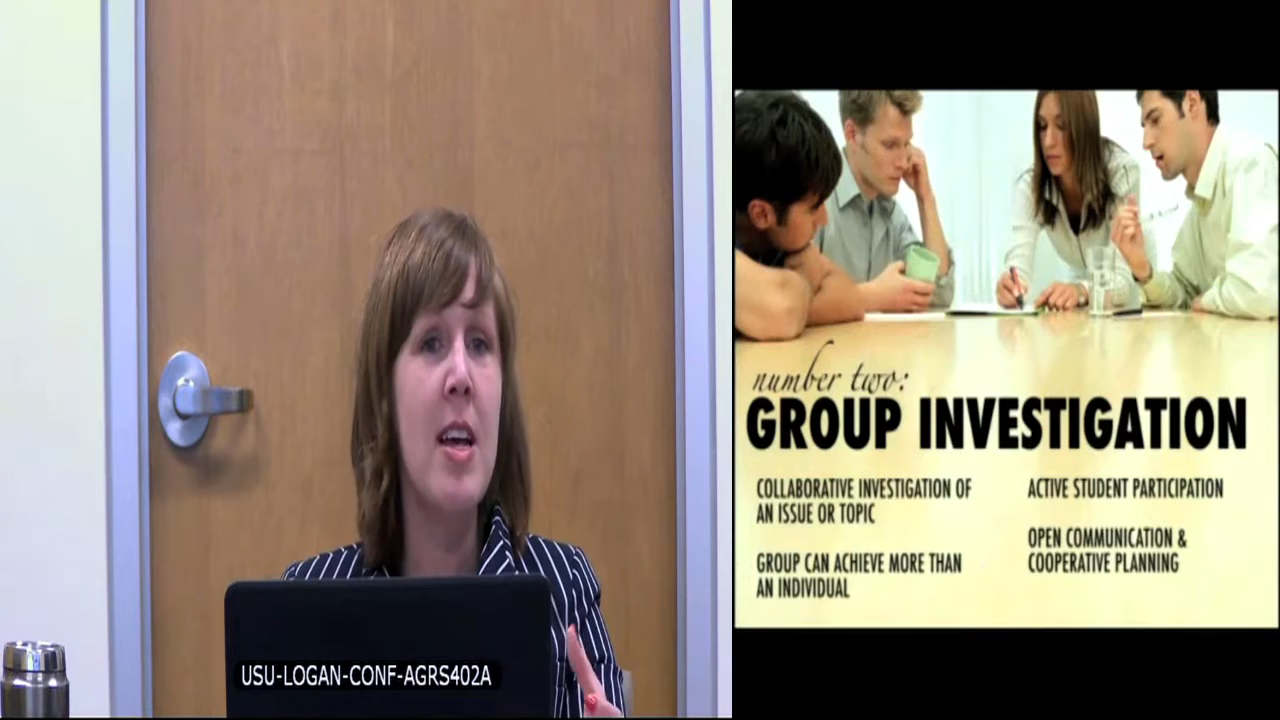 USU-LOGAN-CONF-AGRS402A
number two:
GROUP INVESTIGATION
COLLABORATIVE INVESTIGATION OF
AN ISSUE OR TOPIC
GROUP CAN ACHIEVE MORE THAN
AN INDIVIDUAL
ACTIVE STUDENT PARTICIPATION
OPEN COMMUNICATION &
COOPERATIVE PLANNING